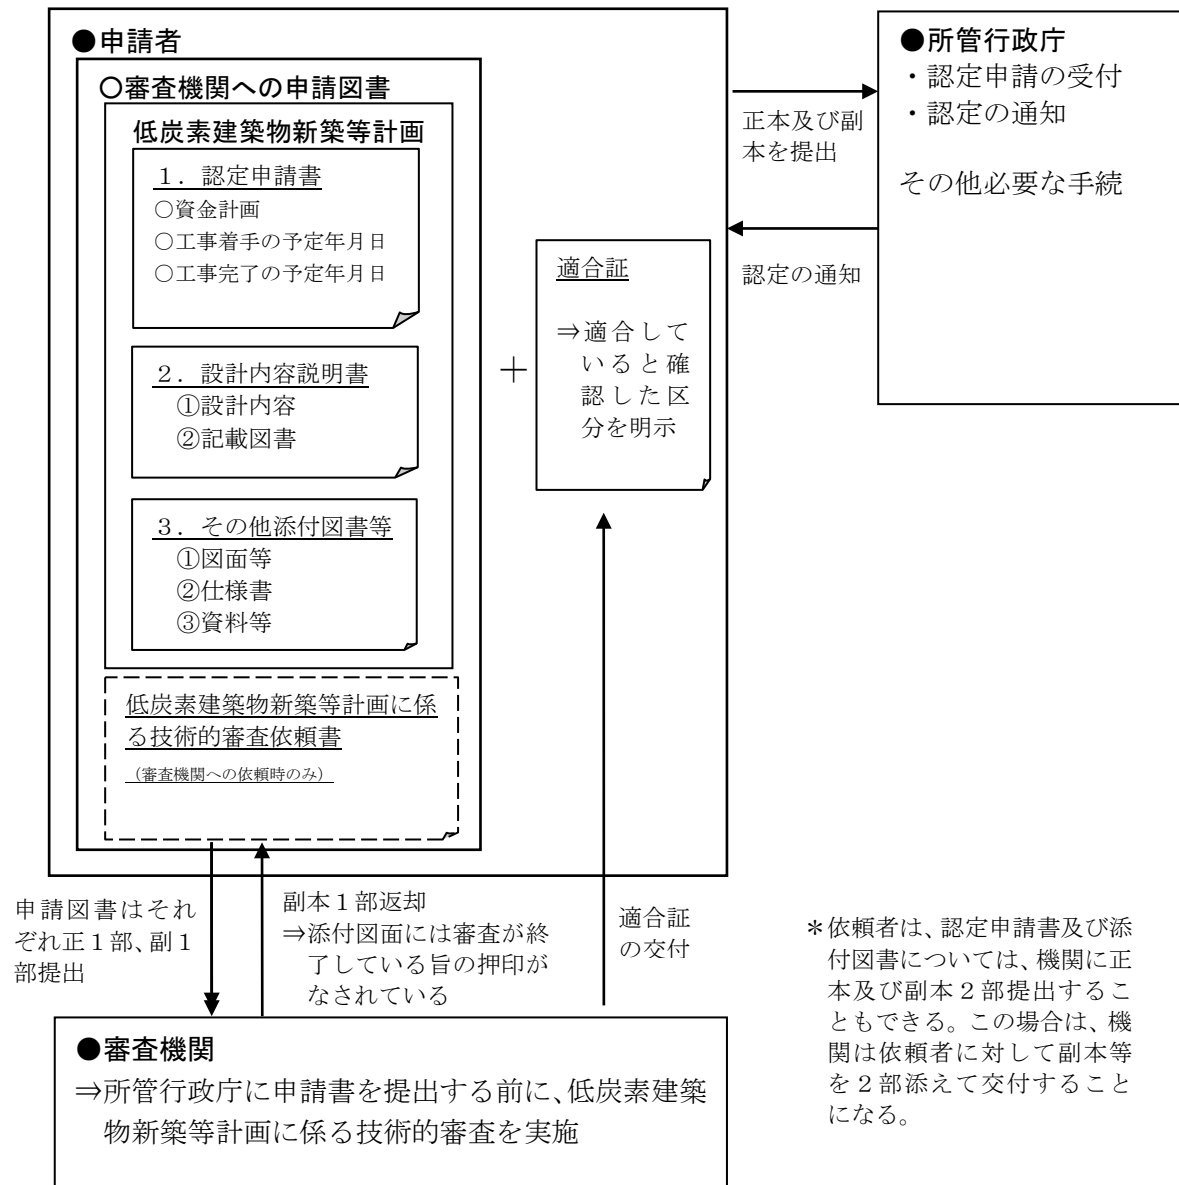 ●申請者
○審査機関への申請図書
低炭素建築物新築等計画
１．認定申請書
○資金計画
○工事着手の予定年月日
○工事完了の予定年月日
２．設計内容説明書
①設計内容
②記載図書
３．その他添付図書等
①図面等
②仕様書
③資料等
低炭素建築物新築等計画に係
る技術的審査依頼書
（審査機関への依頼時のみ）
＋
適合証
⇒適合して
いると確
認した区
分を明示
正本及び副
本を提出
認定の通知
●所管行政庁
・認定申請の受付
・認定の通知
その他必要な手続
申請図書はそれ
ぞれ正１部、副１
部提出
副本１部返却
⇒添付図面には審査が終
了している旨の押印が
なされている
適合証
の交付
＊依頼者は、認定申請書及び添
付図書については、機関に正
本及び副本２部提出するこ
ともできる。この場合は、機
関は依頼者に対して副本等
を２部添えて交付すること
になる。
●審査機関
⇒所管行政庁に申請書を提出する前に、低炭素建築
物新築等計画に係る技術的審査を実施